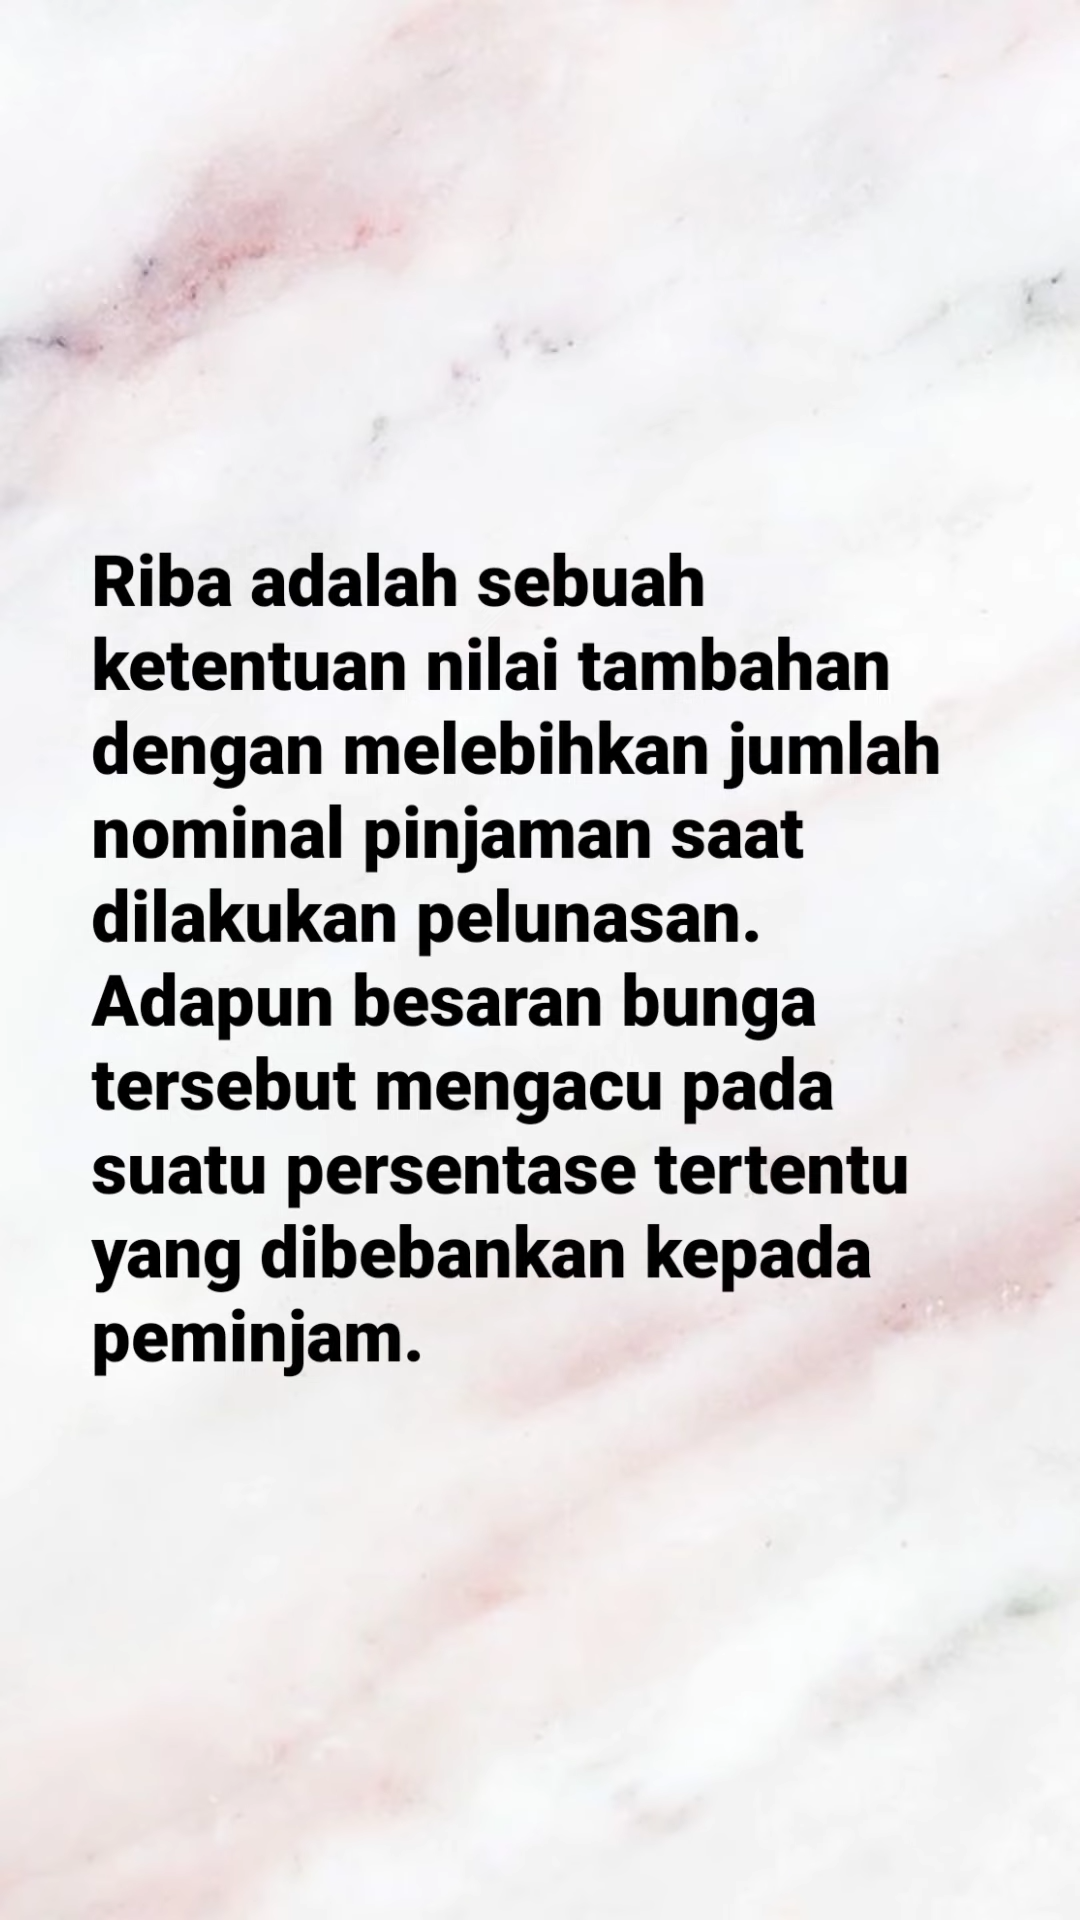 Riba adalah sebuah
ketentuan nilai tambahan
dengan melebihkan jumlah
nominal pinjaman saat
dilakukan pelunasan.
Adapun besaran bunga
tersebut mengacu pada
suatu persentase tertentu
yang dibebankan kepada
peminjam.